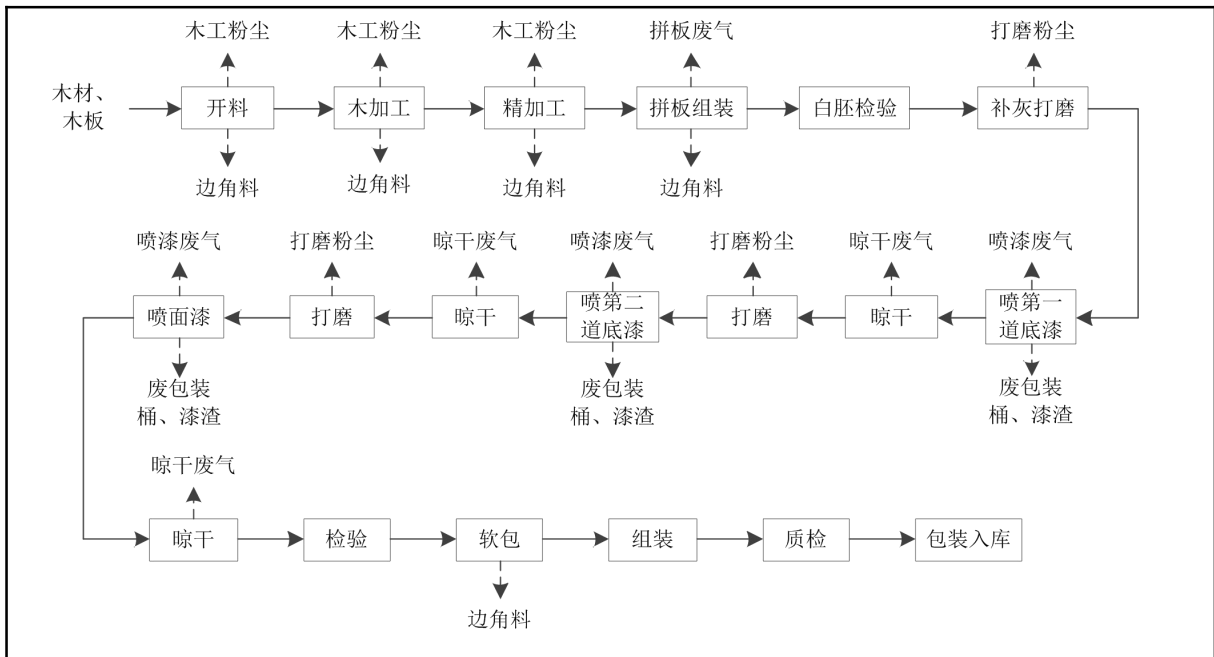 木工粉尘
木工粉尘
木工粉尘
拼板废气
打磨粉尘
木材、
木板
开料
木加工
精加工
拼板组装
白胚检验
补灰打磨
边角料
边角料
边角料
边角料
喷漆废气
打磨粉尘
晾干废气
喷漆废气
打磨粉尘
晾干废气
喷漆废气
喷面漆
打磨
晾干
喷第二
道底漆
打磨
晾干
喷第一
道底漆
废包装
桶、漆渣
废包装
桶、漆渣
废包装
桶、漆渣
晾干废气
晾干
检验
软包
组装
质检
包装入库
边角料